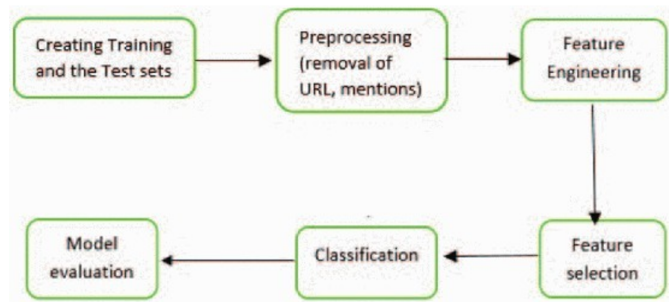 Creating Training
and the Test sets
Preprocessing
(removal of
URL, mentions)
Feature
Engineering
Feature
selection
Classification
Model
evaluation